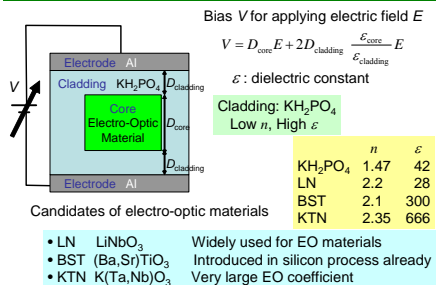 Bias V for applying electric field E
V = D_core E + 2D_cladding ε_core / ε_cladding E
ε : dielectric constant
Electrode Al
Cladding KH2PO4
D_cladding
Core
Electro-Optic
Material
D_core
D_cladding
Electrode Al
V
Cladding: KH2PO4
Low n, High ε
n ε
KH2PO4 1.47 42
LN 2.2 28
BST 2.1 300
KTN 2.35 666
Candidates of electro-optic materials
• LN LiNbO3 Widely used for EO materials
• BST (Ba,Sr)TiO3 Introduced in silicon process already
• KTN K(Ta,Nb)O3 Very large EO coefficient